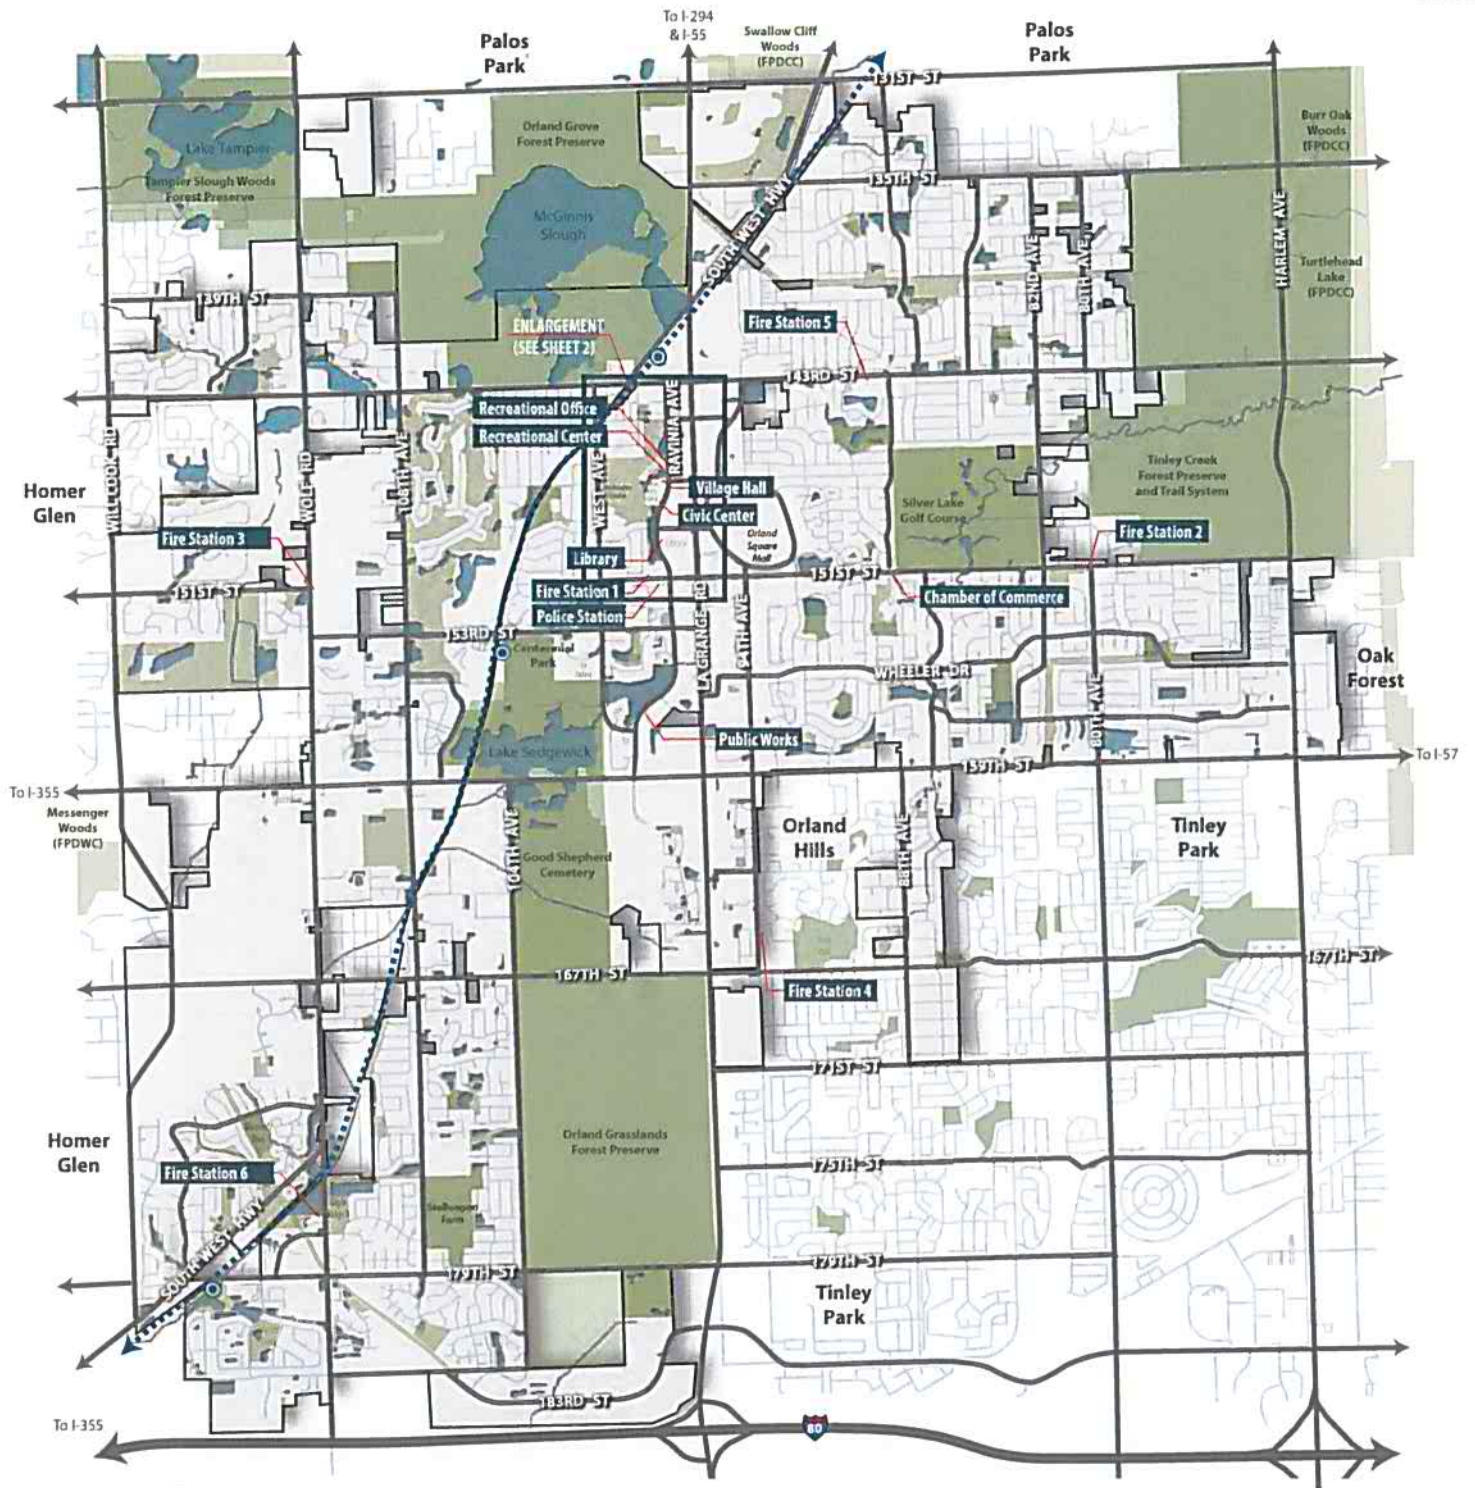 To I-294
& I-55
Swallow Cliff
Woods
(FPDCC)
Palos
Park
Palos
Park
131ST ST
Orland Grove
Forest Preserve
Burr Oak
Woods
(FPDCC)
Lake Tampier
Tampier Slough Woods
Forest Preserve
135TH ST
McGinnis
Slough
SOUTH WEST HWY
82ND AVE
80TH AVE
HARLEM AVE
Turtlehead
Lake
(FPDCC)
139TH ST
ENLARGEMENT
(SEE SHEET 2)
Fire Station 5
143RD ST
Recreational Office
Recreational Center
RAVINIA AVE
WILL COOK RD
WOLF RD
108TH AVE
WEST AVE
Homer
Glen
Village Hall
Civic Center
Silver Lake
Golf Course
Tinley Creek
Forest Preserve
and Trail System
Fire Station 3
Orland
Square
Mall
Fire Station 2
Library
151ST ST
151ST ST
Fire Station 1
Chamber of Commerce
Police Station
153RD ST
Centennial
Park
LA GRANGE RD
94TH AVE
WHEELER DR
Oak
Forest
80TH AVE
Public Works
Lake Sedgewick
159TH ST
To I-57
To I-355
Messenger
Woods
(FPDWC)
104TH AVE
Orland
Hills
88TH AVE
Tinley
Park
Good Shepherd
Cemetery
167TH ST
167TH ST
Fire Station 4
171ST ST
Homer
Glen
Orland Grasslands
Forest Preserve
175TH ST
Fire Station 6
Stellwagen
Farm
SOUTH WEST HWY
179TH ST
179TH ST
Tinley
Park
183RD ST
To I-355
80